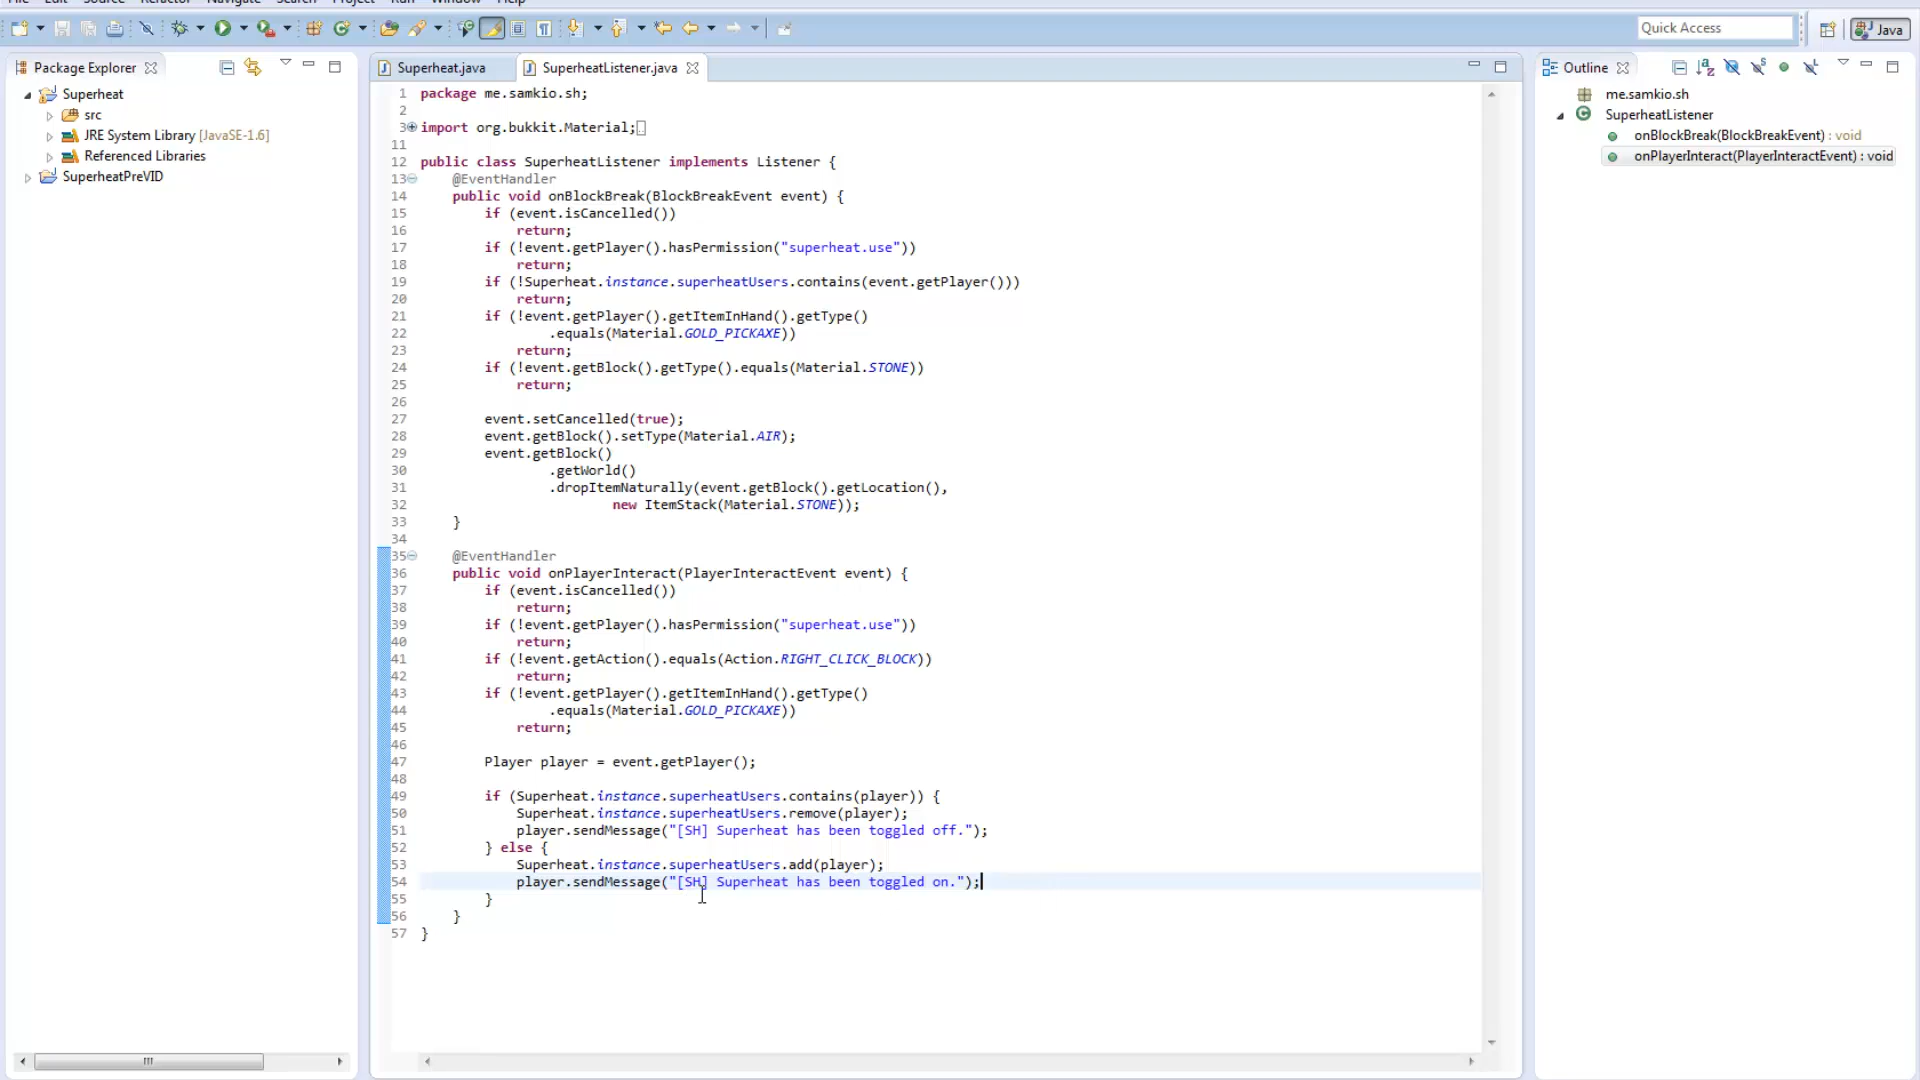 File Edit Source Refactor Navigate Search Project Run Window Help
Quick Access
Java
Package Explorer
Superheat
src
JRE System Library [JavaSE-1.6]
Referenced Libraries
SuperheatPreVID
Superheat.java
SuperheatListener.java
1 package me.samkio.sh;
2
3 import org.bukkit.Material;
11
12 public class SuperheatListener implements Listener {
13 @EventHandler
14 public void onBlockBreak(BlockBreakEvent event) {
15 if (event.isCancelled())
16 return;
17 if (!event.getPlayer().hasPermission("superheat.use"))
18 return;
19 if (!Superheat.instance.superheatUsers.contains(event.getPlayer()))
20 return;
21 if (!event.getPlayer().getItemInHand().getType()
22 .equals(Material.GOLD_PICKAXE))
23 return;
24 if (!event.getBlock().getType().equals(Material.STONE))
25 return;
26
27 event.setCancelled(true);
28 event.getBlock().setType(Material.AIR);
29 event.getBlock()
30 .getWorld()
31 .dropItemNaturally(event.getBlock().getLocation(),
32 new ItemStack(Material.STONE));
33 }
34
35 @EventHandler
36 public void onPlayerInteract(PlayerInteractEvent event) {
37 if (event.isCancelled())
38 return;
39 if (!event.getPlayer().hasPermission("superheat.use"))
40 return;
41 if (!event.getAction().equals(Action.RIGHT_CLICK_BLOCK))
42 return;
43 if (!event.getPlayer().getItemInHand().getType()
44 .equals(Material.GOLD_PICKAXE))
45 return;
46
47 Player player = event.getPlayer();
48
49 if (Superheat.instance.superheatUsers.contains(player)) {
50 Superheat.instance.superheatUsers.remove(player);
51 player.sendMessage("[SH] Superheat has been toggled off.");
52 } else {
53 Superheat.instance.superheatUsers.add(player);
54 player.sendMessage("[SH] Superheat has been toggled on.");
55 }
56 }
57 }
Outline
me.samkio.sh
SuperheatListener
onBlockBreak(BlockBreakEvent) : void
onPlayerInteract(PlayerInteractEvent) : void